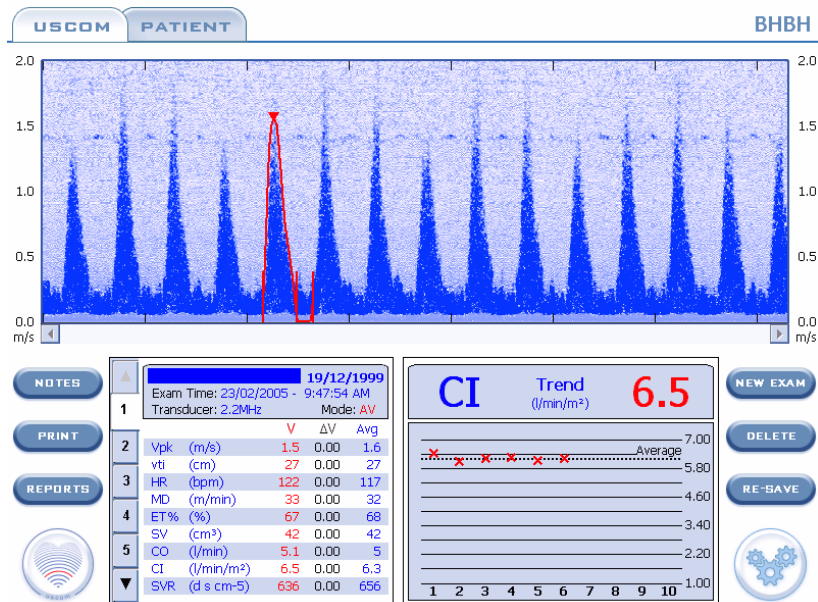 USCOM PATIENT BHBH
2.0 2.0
1.5 1.5
1.0 1.0
0.5 0.5
0.0 0.0
m/s m/s
NOTES
PRINT
REPORTS
uscom
1
2
3
4
5
19/12/1999
Exam Time: 23/02/2005 - 9:47:54 AM
Transducer: 2.2MHz Mode: AV
V ΔV Avg
Vpk (m/s) 1.5 0.00 1.6
vti (cm) 27 0.00 27
HR (bpm) 122 0.00 117
MD (m/min) 33 0.00 32
ET% (%) 67 0.00 68
SV (cm³) 42 0.00 42
CO (l/min) 5.1 0.00 5
CI (l/min/m²) 6.5 0.00 6.3
SVR (d s cm-5) 636 0.00 656
CI Trend 6.5
(l/min/m²)
7.00
Average
5.80
4.60
3.40
2.20
1.00
1 2 3 4 5 6 7 8 9 10
NEW EXAM
DELETE
RE-SAVE